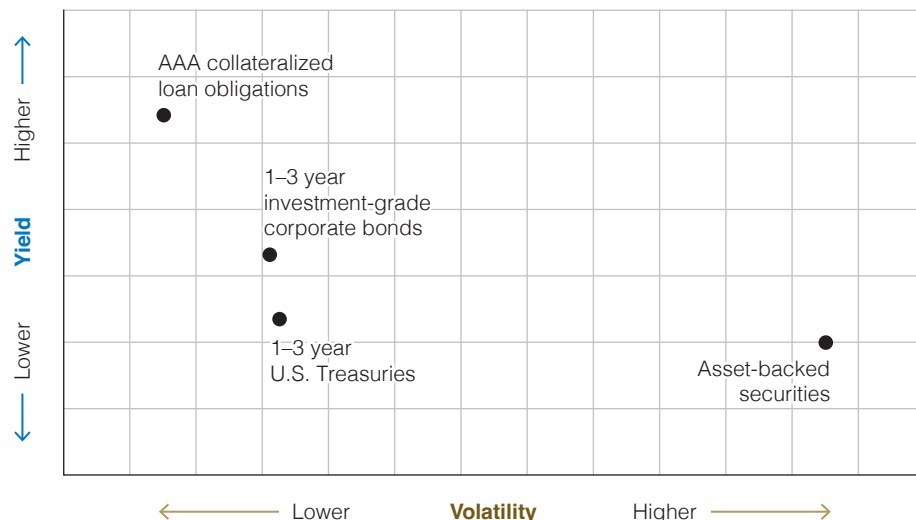 AAA collateralized
loan obligations
1–3 year
investment-grade
corporate bonds
1–3 year
U.S. Treasuries
Asset-backed
securities
Higher
Yield
Lower
Lower
Volatility
Higher